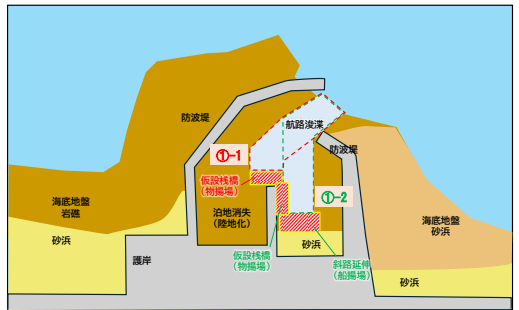 防波堤
航路浚渫
防波堤
①-1
仮設桟橋
(物揚場)
①-2
海底地盤
岩礁
泊地消失
(陸地化)
海底地盤
砂浜
砂浜
砂浜
護岸
仮設桟橋
(物揚場)
斜路延伸
(船揚場)
砂浜